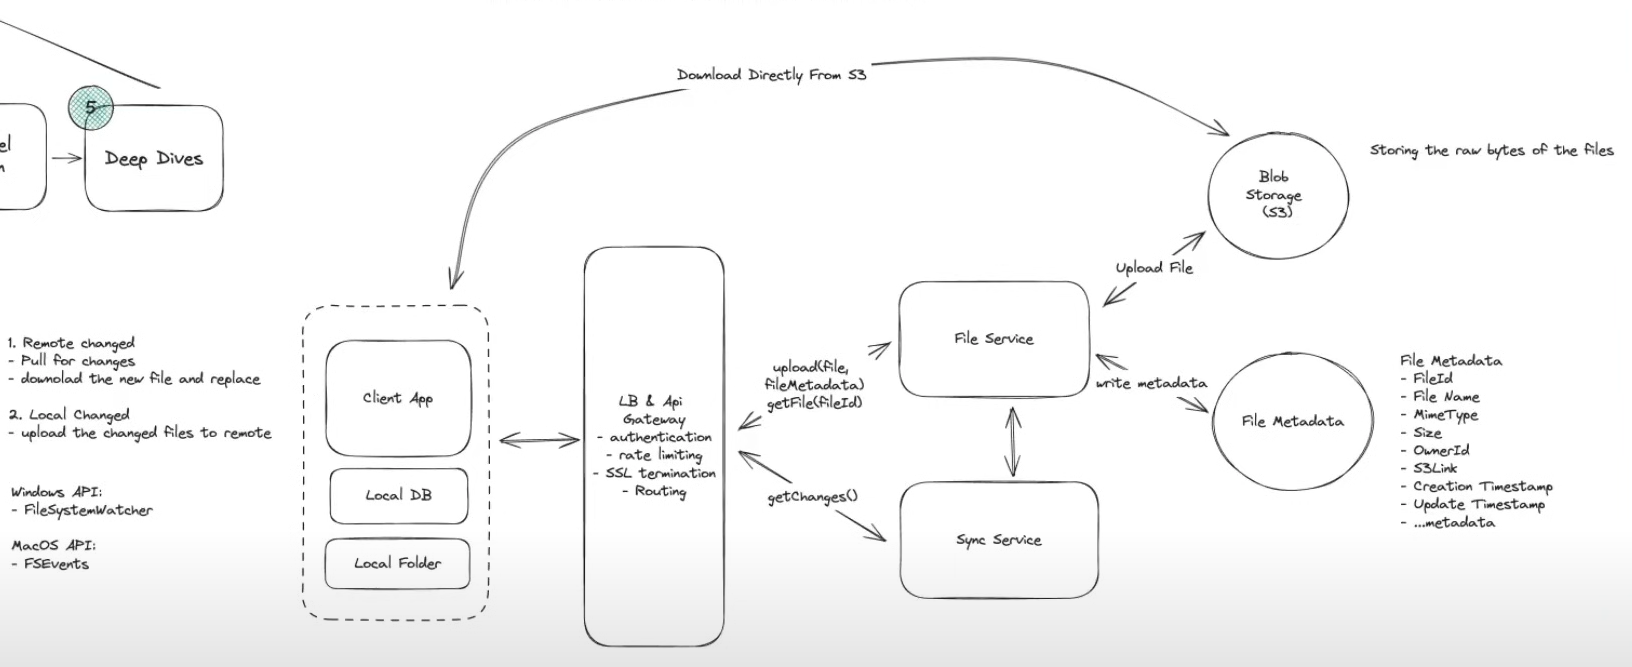 el
n
5
Deep Dives
Download Directly From S3
Blob
Storage
(S3)
Storing the raw bytes of the files
Upload File
1. Remote changed
- Pull for changes
- downolad the new file and replace
2. Local Changed
- upload the changed files to remote
Windows API:
- FileSystemWatcher
MacOS API:
- FSEvents
Client App
Local DB
Local Folder
LB & Api
Gateway
- authentication
- rate limiting
- SSL termination
- Routing
upload(file,
fileMetadata)
getFile(fileId)
getChanges()
File Service
Sync Service
write metadata
File Metadata
File Metadata
- FileId
- File Name
- MimeType
- Size
- OwnerId
- S3Link
- Creation Timestamp
- Update Timestamp
- ...metadata